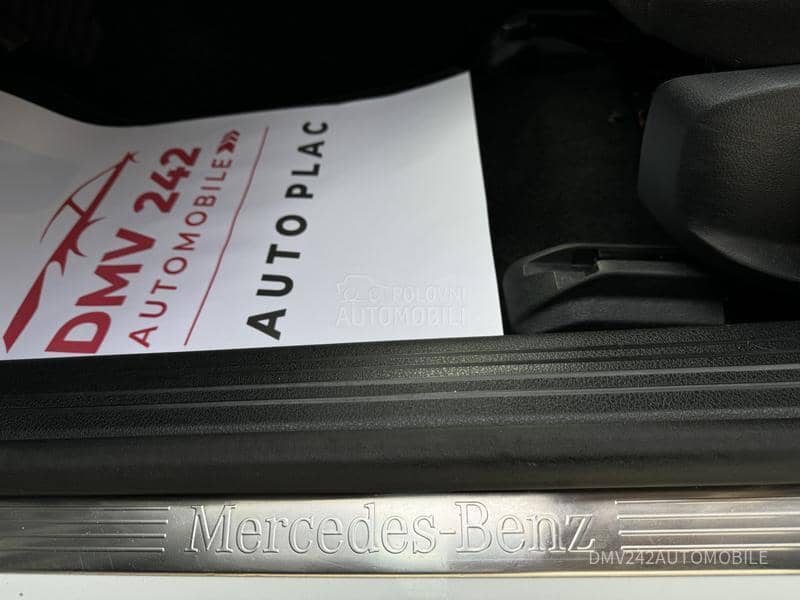 DMV 242
AUTOMOBILE
AUTO PLAC
POLOVNI
AUTOMOBILI
Mercedes-Benz
DMV242AUTOMOBILE